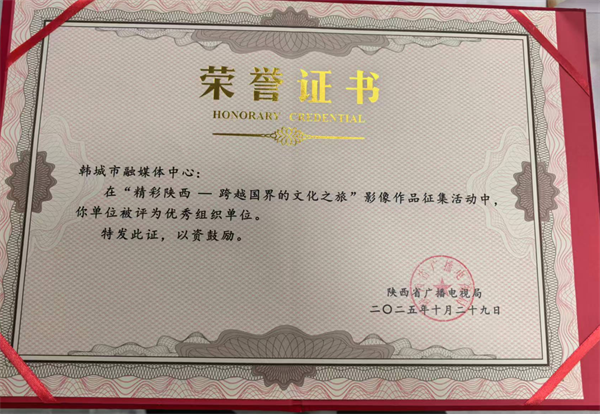 荣誉证书
HONORARY CREDENTIAL
韩城市融媒体中心：
在“精彩陕西 — 跨越国界的文化之旅”影像作品征集活动中，
你单位被评为优秀组织单位。
特发此证，以资鼓励。
陕西省广播电视局
二〇二五年十月二十九日